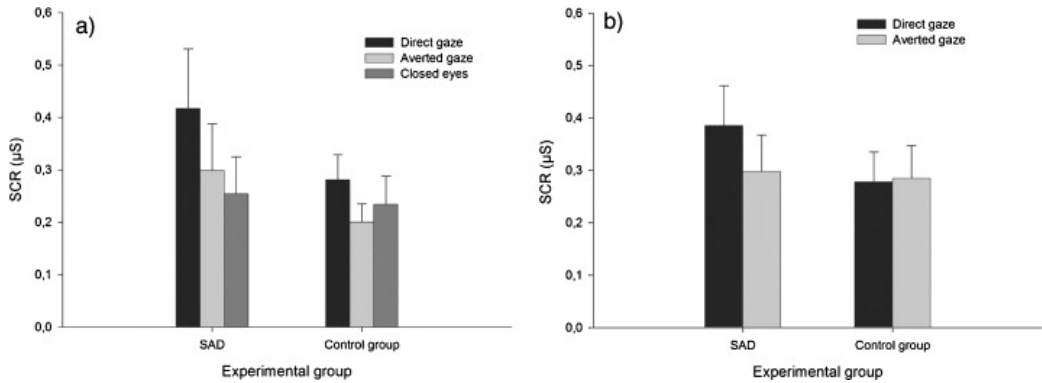 a)
0,6
0,5
0,4
0,3
0,2
0,1
0,0
SCR (µS)
Direct gaze
Averted gaze
Closed eyes
SAD
Control group
Experimental group
b)
0,6
0,5
0,4
0,3
0,2
0,1
0,0
SCR (µS)
Direct gaze
Averted gaze
SAD
Control group
Experimental group